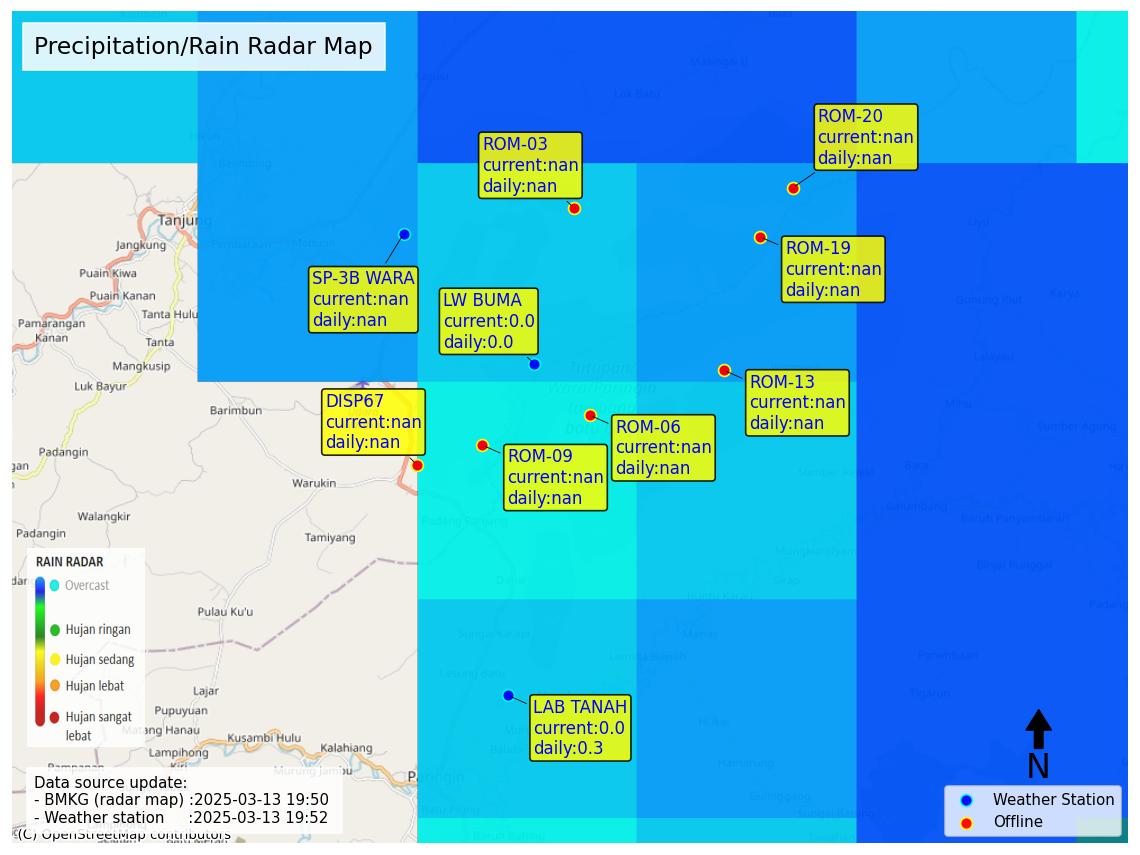 Precipitation/Rain Radar Map
ROM-20
current:nan
daily:nan
ROM-03
current:nan
daily:nan
Tanjung
Jangkung
ROM-19
current:nan
daily:nan
SP-3B WARA
current:nan
daily:nan
Puain Kiwa
Puain Kanan
Tanta Hulu
LW BUMA
current:0.0
daily:0.0
Pamarangan
Kanan
Tanta
Mangkusip
Luk Bayur
ROM-13
current:nan
daily:nan
DISP67
current:nan
daily:nan
Barimbun
ROM-06
current:nan
daily:nan
Padangin
ROM-09
current:nan
daily:nan
Warukin
Walangkir
Padangin
Tamiyang
RAIN RADAR
Overcast
Hujan ringan
Hujan sedang
Hujan lebat
Hujan sangat
lebat
Pulau Ku'u
Lajar
Pupuyuan
LAB TANAH
current:0.0
daily:0.3
Matang Hanau
Kusambi Hulu
Lampihong
Kalahiang
Kiri
Pampanan
Murung Jambu
Paringin
N
Data source update:
- BMKG (radar map) :2025-03-13 19:50
- Weather station :2025-03-13 19:52
(C) OpenStreetMap contributors
Weather Station
Offline